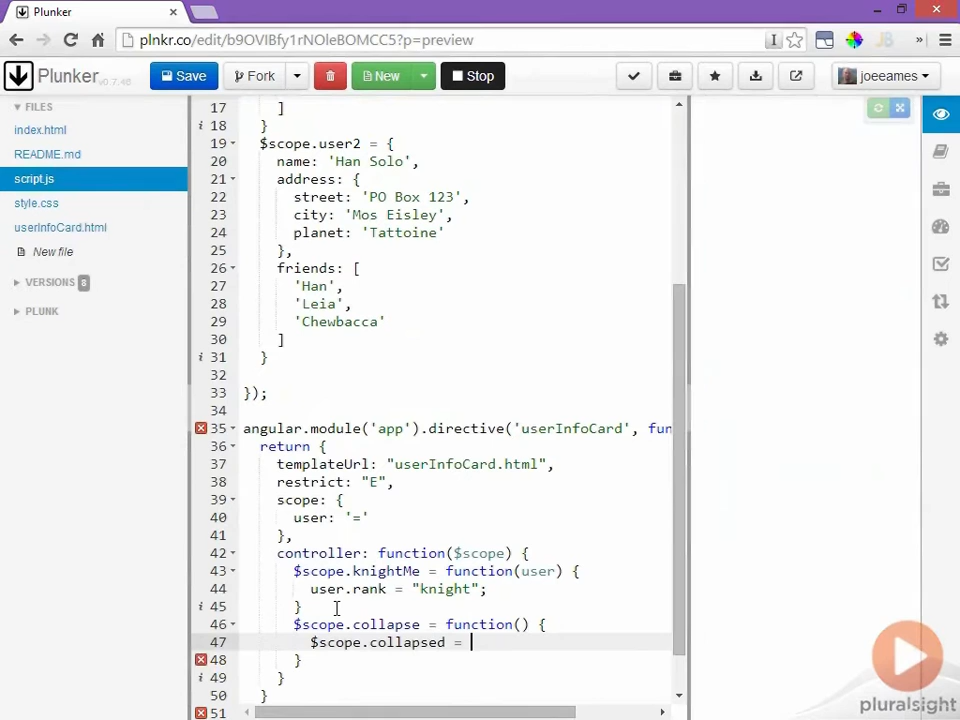 Plunker
plnkr.co/edit/b9OVIBfy1rNOleBOMCC5?p=preview
Plunker v0.7.48
Save
Fork
New
Stop
joeeames
FILES
index.html
README.md
script.js
style.css
userInfoCard.html
New file
VERSIONS 8
PLUNK
17 ]
18 }
19 $scope.user2 = {
20 name: 'Han Solo',
21 address: {
22 street: 'PO Box 123',
23 city: 'Mos Eisley',
24 planet: 'Tattoine'
25 },
26 friends: [
27 'Han',
28 'Leia',
29 'Chewbacca'
30 ]
31 }
32
33 });
34
35 angular.module('app').directive('userInfoCard', fun
36 return {
37 templateUrl: "userInfoCard.html",
38 restrict: "E",
39 scope: {
40 user: '='
41 },
42 controller: function($scope) {
43 $scope.knightMe = function(user) {
44 user.rank = "knight";
45 }
46 $scope.collapse = function() {
47 $scope.collapsed =
48 }
49 }
50 }
51
pluralsight